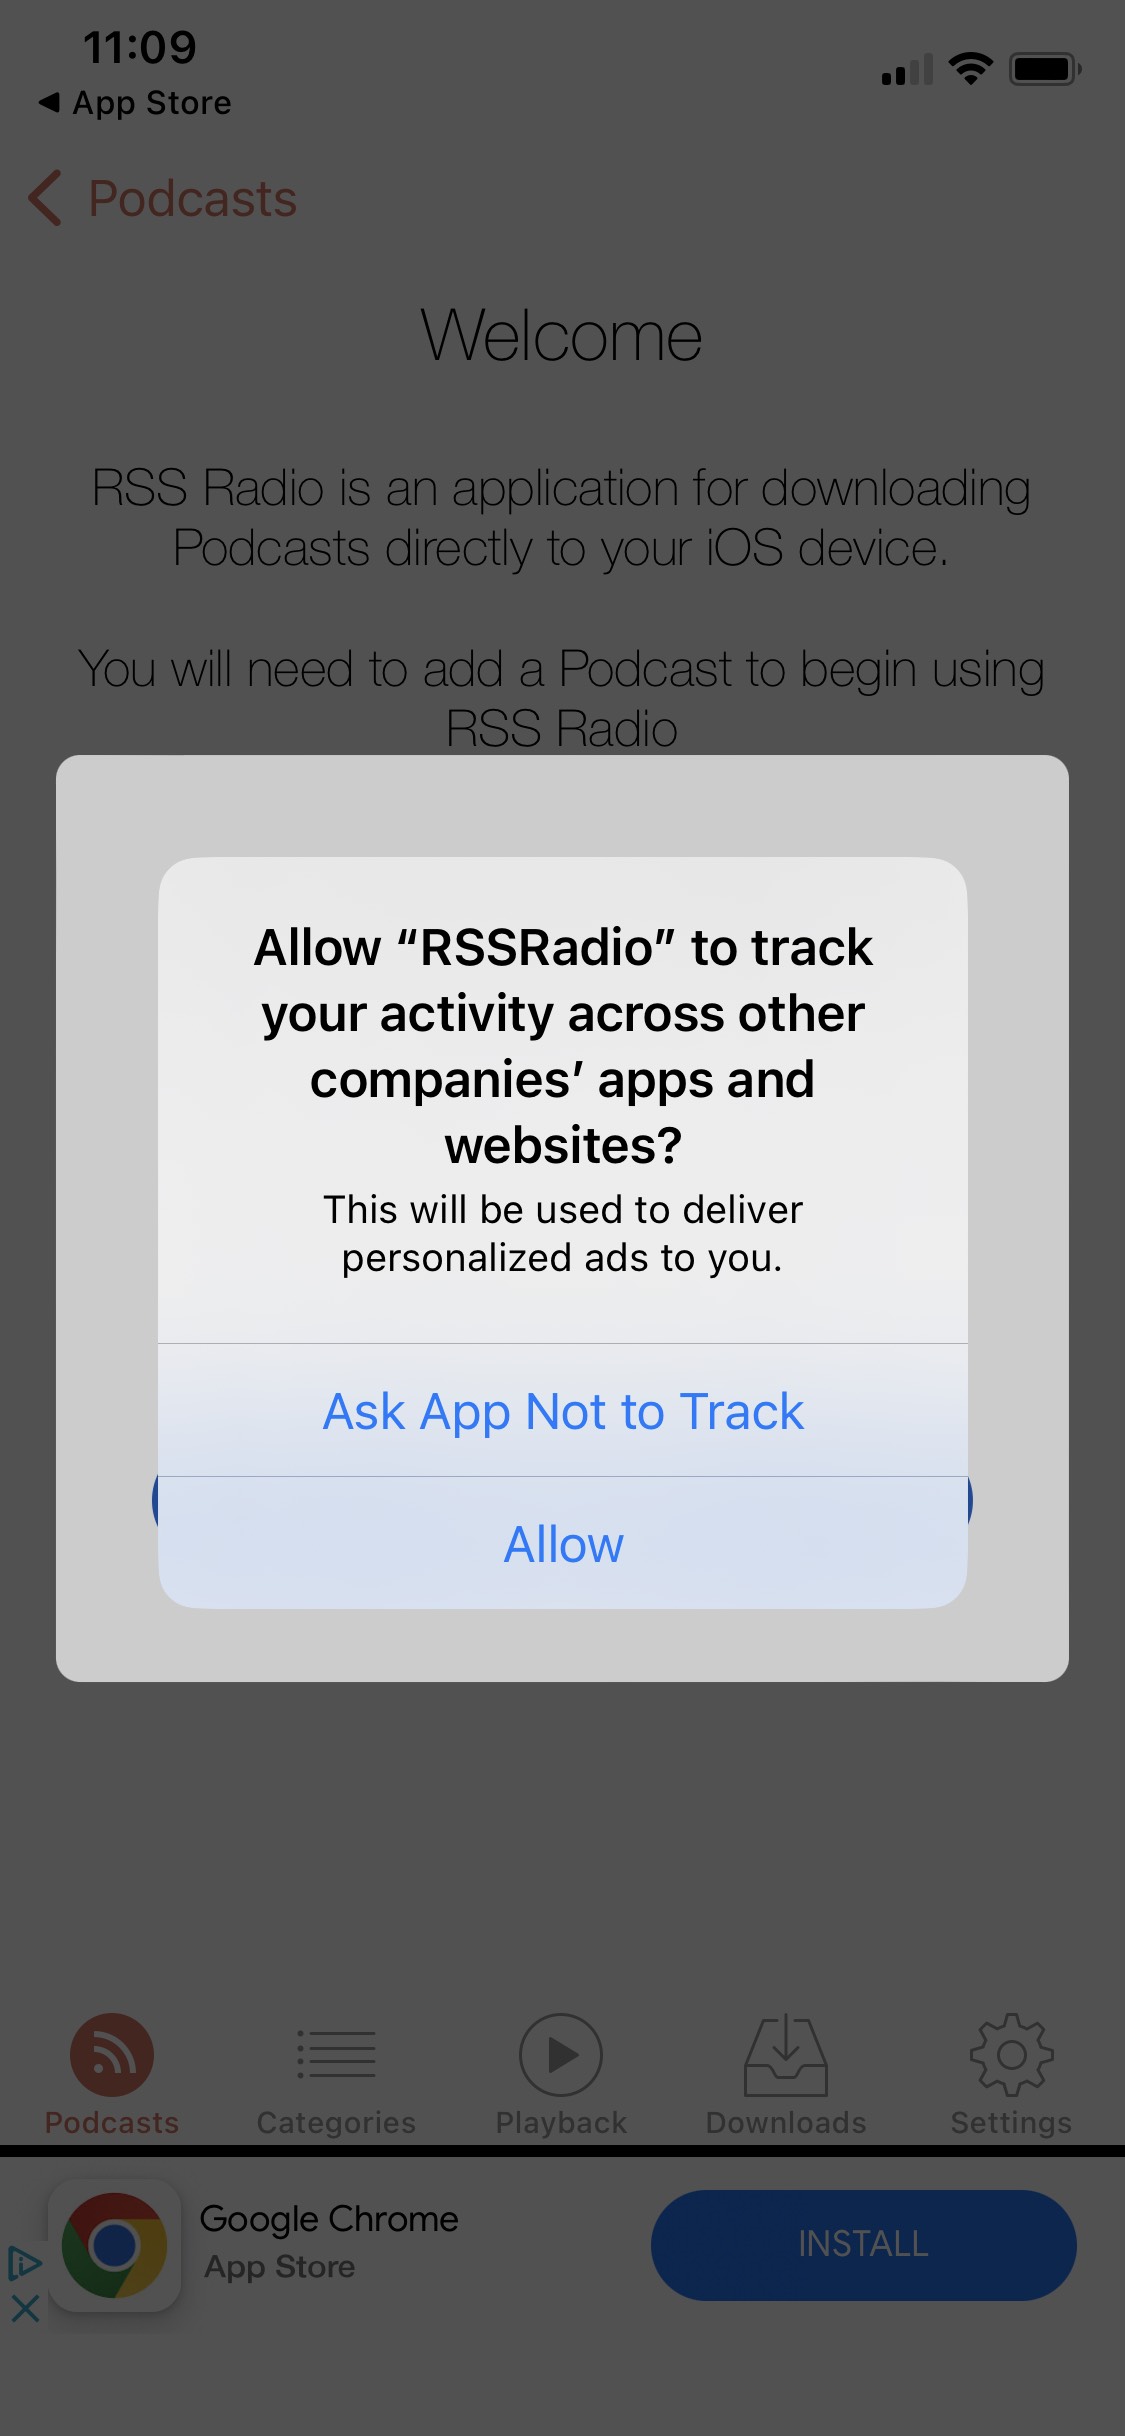 11:09
App Store
Podcasts
Welcome
RSS Radio is an application for downloading
Podcasts directly to your iOS device.
You will need to add a Podcast to begin using
RSS Radio
Allow “RSSRadio” to track
your activity across other
companies’ apps and
websites?
This will be used to deliver
personalized ads to you.
Ask App Not to Track
Allow
Podcasts
Categories
Playback
Downloads
Settings
Google Chrome
App Store
INSTALL